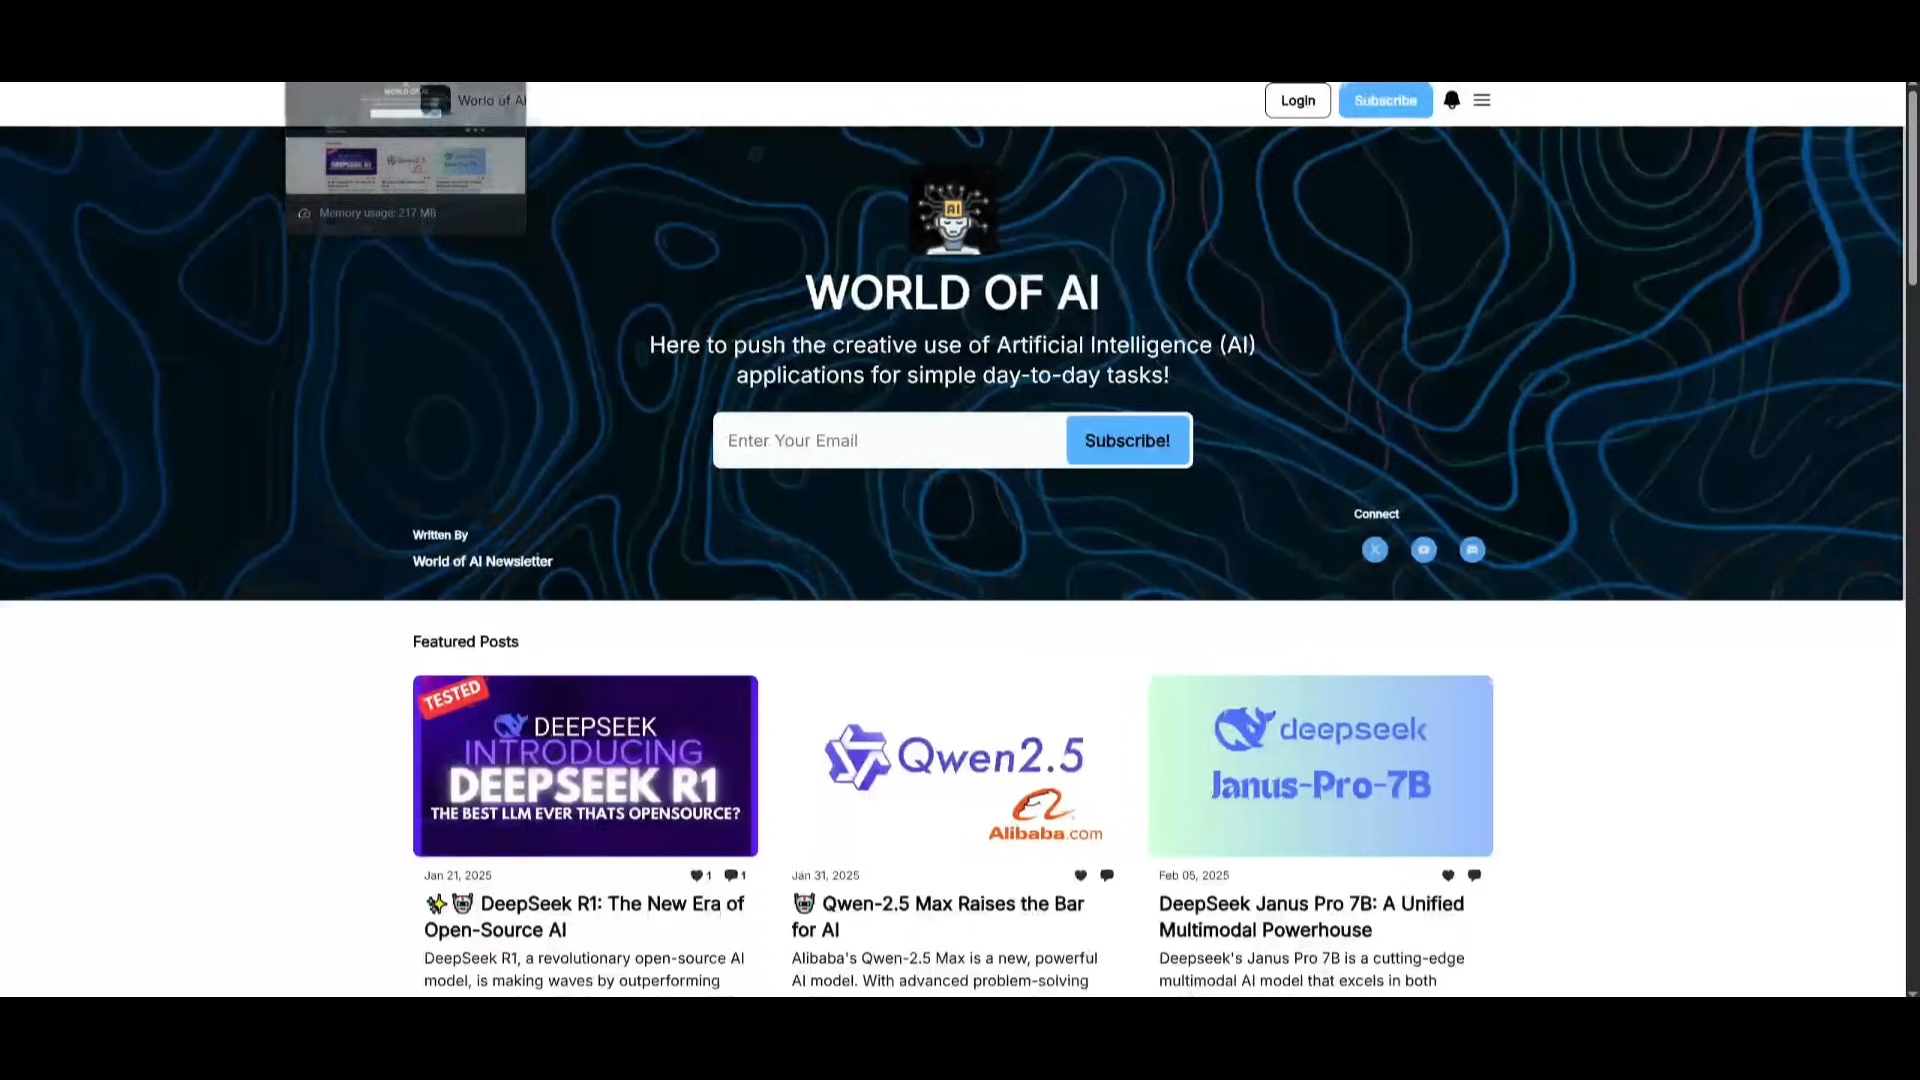 WORLD OF AI
World of AI
Login
Subscribe
Memory usage: 217 MB
AI
WORLD OF AI
Here to push the creative use of Artificial Intelligence (AI)
applications for simple day-to-day tasks!
Enter Your Email
Subscribe!
Written By
World of AI Newsletter
Connect
Featured Posts
TESTED
DEEPSEEK
INTRODUCING
DEEPSEEK R1
THE BEST LLM EVER THATS OPENSOURCE?
Jan 21, 2025
1
1
DeepSeek R1: The New Era of
Open-Source AI
DeepSeek R1, a revolutionary open-source AI
model, is making waves by outperforming
Qwen2.5
Alibaba.com
Jan 31, 2025
Qwen-2.5 Max Raises the Bar
for AI
Alibaba's Qwen-2.5 Max is a new, powerful
AI model. With advanced problem-solving
deepseek
Janus-Pro-7B
Feb 05, 2025
DeepSeek Janus Pro 7B: A Unified
Multimodal Powerhouse
Deepseek's Janus Pro 7B is a cutting-edge
multimodal AI model that excels in both